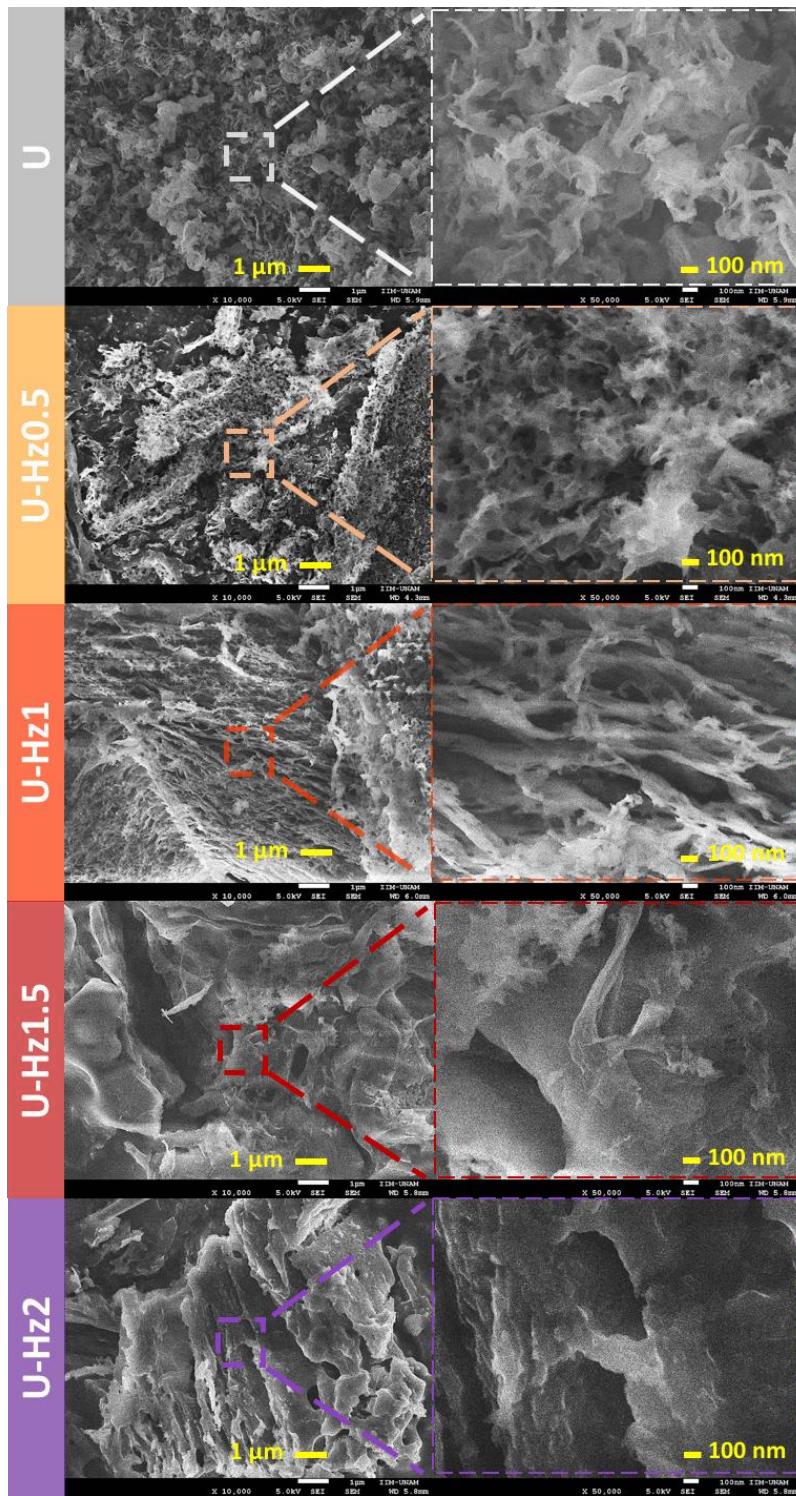 U
1 µm
100 nm
1µm IIM-UNAM
X 10,000 5.0kV SEI SEM WD 5.9mm
100nm IIM-UNAM
X 50,000 5.0kV SEI SEM WD 5.9mm
U-Hz0.5
1 µm
100 nm
1µm IIM-UNAM
X 10,000 5.0kV SEI SEM WD 4.3mm
100nm IIM-UNAM
X 50,000 5.0kV SEI SEM WD 4.3mm
U-Hz1
1 µm
100 nm
1µm IIM-UNAM
X 10,000 5.0kV SEI SEM WD 6.0mm
100nm IIM-UNAM
X 50,000 5.0kV SEI SEM WD 6.0mm
U-Hz1.5
1 µm
100 nm
1µm IIM-UNAM
X 10,000 5.0kV SEI SEM WD 5.8mm
100nm IIM-UNAM
X 50,000 5.0kV SEI SEM WD 5.8mm
U-Hz2
1 µm
100 nm
1µm IIM-UNAM
X 10,000 5.0kV SEI SEM WD 5.8mm
100nm IIM-UNAM
X 50,000 5.0kV SEI SEM WD 5.8mm